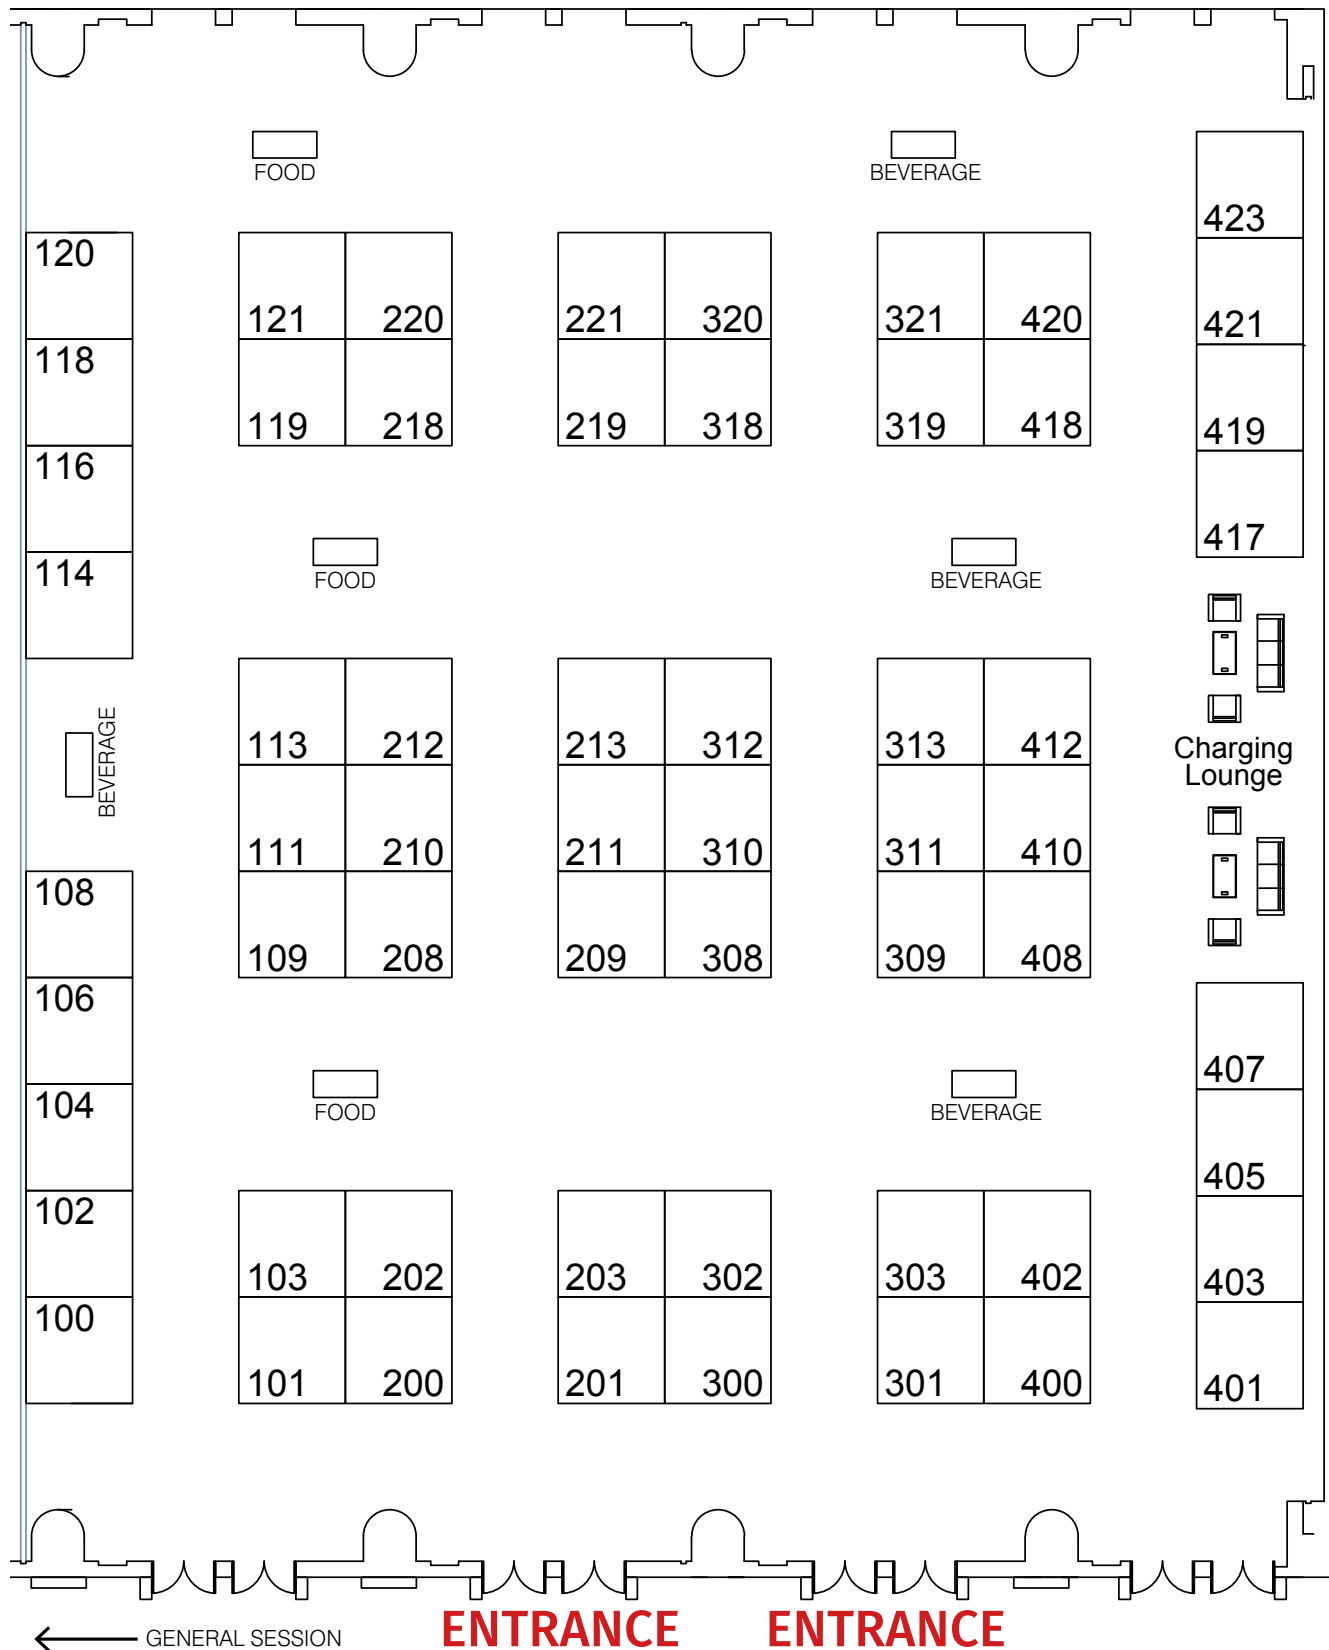 FOOD
BEVERAGE
423
120
121 220 221 320 321 420
421
118
119 218 219 318 319 418
419
116
417
114
FOOD
BEVERAGE
BEVERAGE
113 212 213 312 313 412
Charging
Lounge
111 210 211 310 311 410
108
109 208 209 308 309 408
106
407
104
FOOD
BEVERAGE
405
102
103 202 203 302 303 402
403
100
101 200 201 300 301 400
401
GENERAL SESSION
ENTRANCE
ENTRANCE